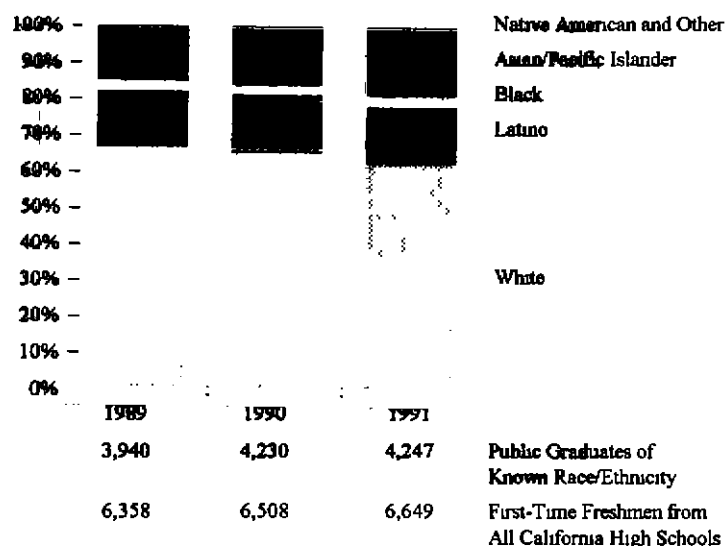 100% Native American and Other
90% Asian/Pacific Islander
80% Black
70% Latino
60%
50%
40%
30% White
20%
10%
0%
1989 1990 1991
3,940 4,230 4,247 Public Graduates of
Known Race/Ethnicity
6,358 6,508 6,649 First-Time Freshmen from
All California High Schools